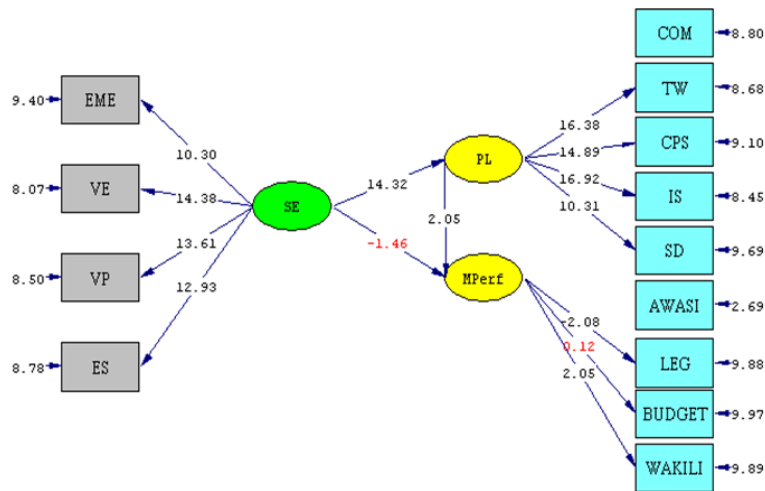 COM
8.80
TW
8.68
9.40
EME
16.38
CPS
9.10
10.30
PL
14.89
8.07
VE
14.38
14.32
16.92
IS
8.45
SE
10.31
2.05
13.61
-1.46
SD
9.69
8.50
VP
MPerf
12.93
AWASI
2.69
-2.08
0.12
8.78
ES
2.05
LEG
9.88
BUDGET
9.97
WAKILI
9.89